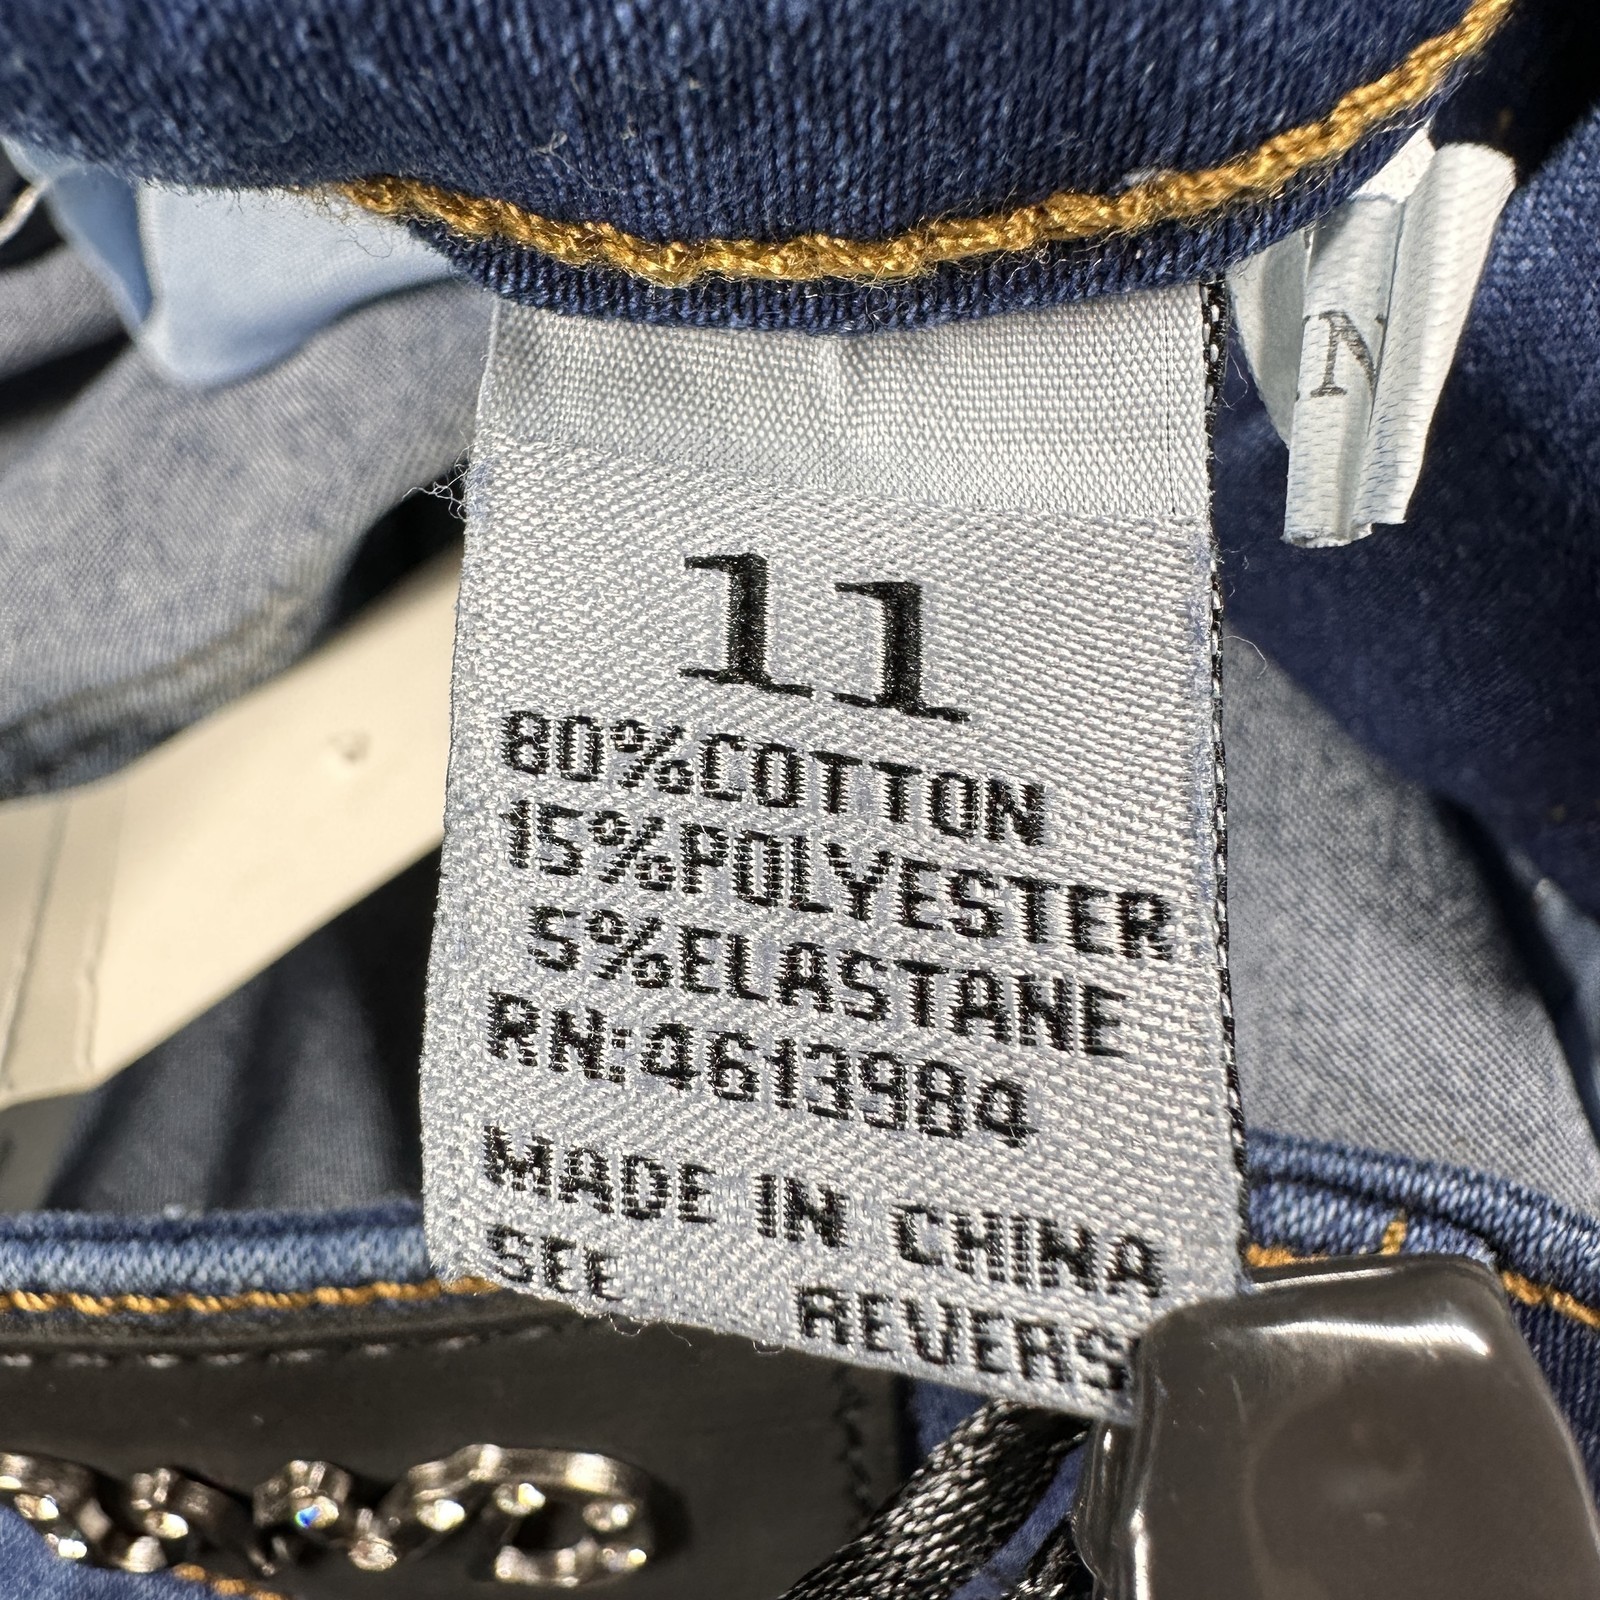 N
11
80%COTTON
15%POLYESTER
5%ELASTANE
RN:4613984
MADE IN CHINA
SEE REVERS